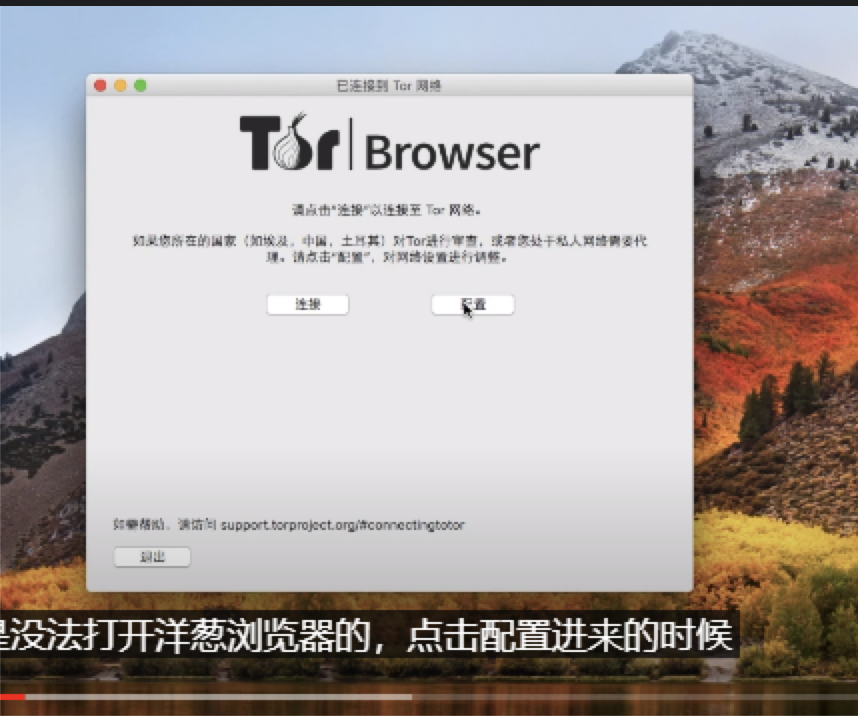 已连接到 Tor 网络
Tor Browser
请点击“连接”以连接至 Tor 网络。
如果您所在的国家（如埃及，中国，土耳其）对Tor进行审查，或者您处于私人网络需要代
理。请点击“配置”，对网络设置进行调整。
连接
配置
如需帮助，请访问 support.torproject.org/#connectingtotor
退出
是没法打开洋葱浏览器的，点击配置进来的时候